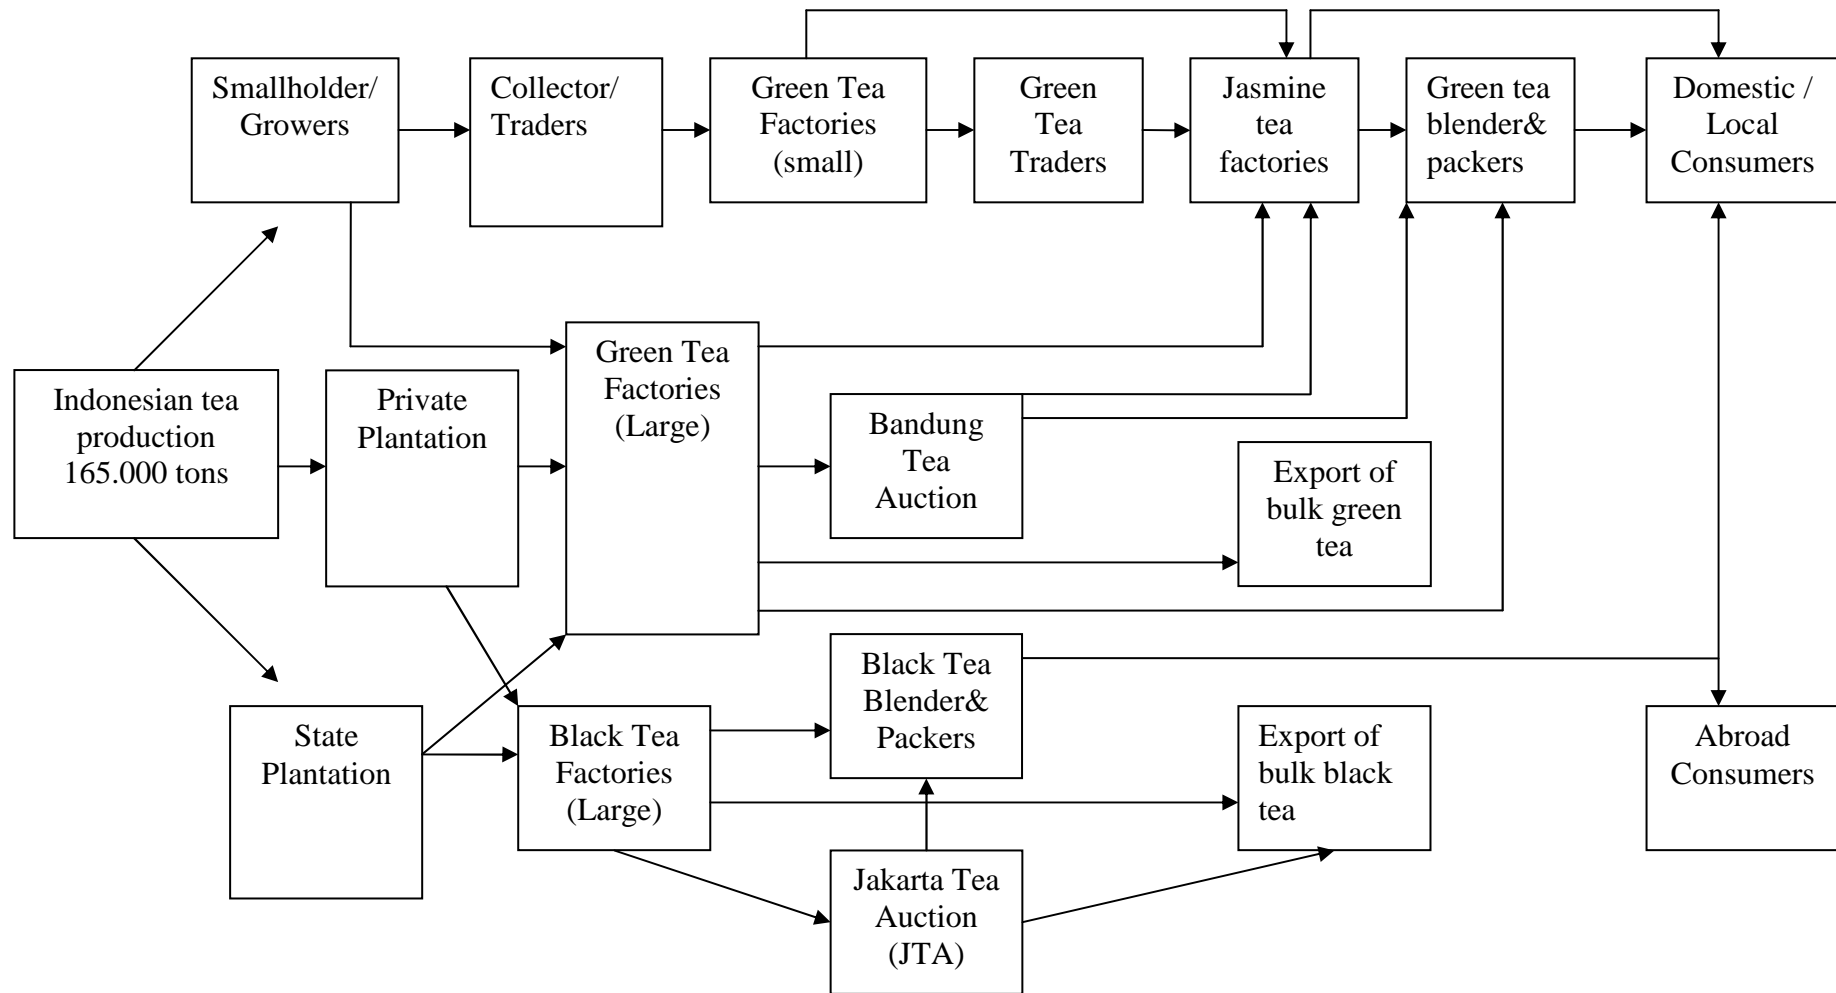 Smallholder/
Growers
Collector/
Traders
Green Tea
Factories
(small)
Green
Tea
Traders
Jasmine
tea
factories
Green tea
blender&
packers
Domestic /
Local
Consumers
Indonesian tea
production
165.000 tons
Private
Plantation
Green Tea
Factories
(Large)
Bandung
Tea
Auction
Export of
bulk green
tea
State
Plantation
Black Tea
Factories
(Large)
Black Tea
Blender&
Packers
Export of
bulk black
tea
Abroad
Consumers
Jakarta Tea
Auction
(JTA)